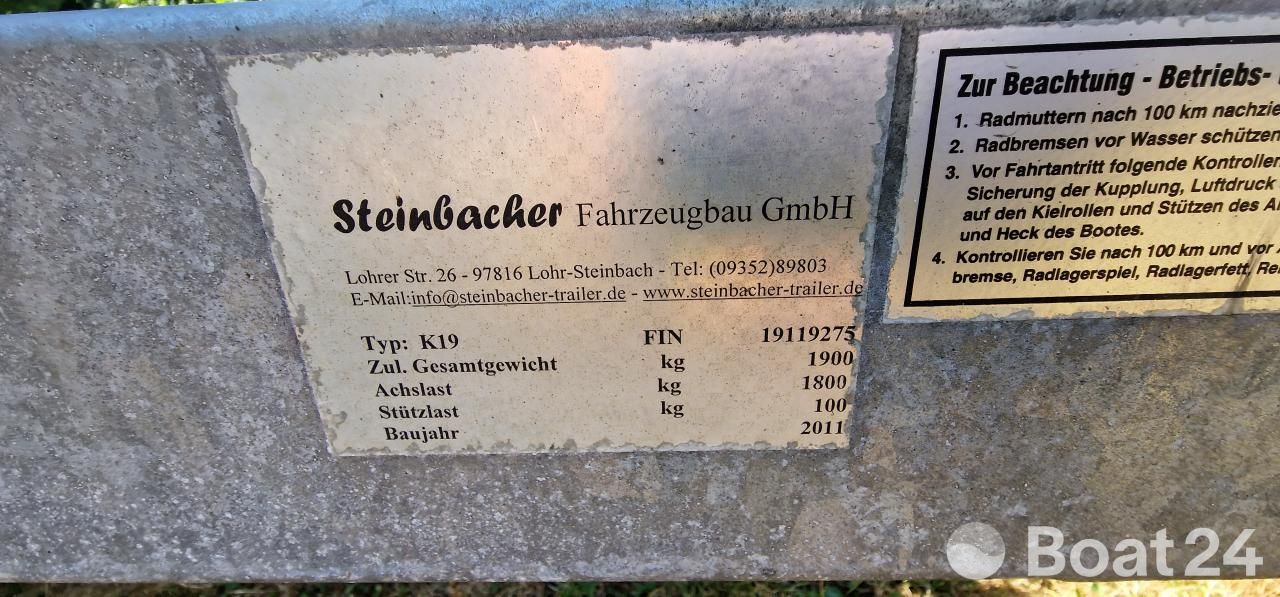 Steinbacher Fahrzeugbau GmbH
Lohrer Str. 26 - 97816 Lohr-Steinbach - Tel: (09352)89803
E-Mail:info@steinbacher-trailer.de - www.steinbacher-trailer.de
Typ: K19 FIN 19119275
Zul. Gesamtgewicht kg 1900
Achslast kg 1800
Stützlast kg 100
Baujahr 2011
Zur Beachtung - Betriebs-
1. Radmuttern nach 100 km nachzie
2. Radbremsen vor Wasser schützen
3. Vor Fahrtantritt folgende Kontrollen
Sicherung der Kupplung, Luftdruck
auf den Kielrollen und Stützen des A
und Heck des Bootes.
4. Kontrollieren Sie nach 100 km und vor
bremse, Radlagerspiel, Radlagerfett, Re
Boat24